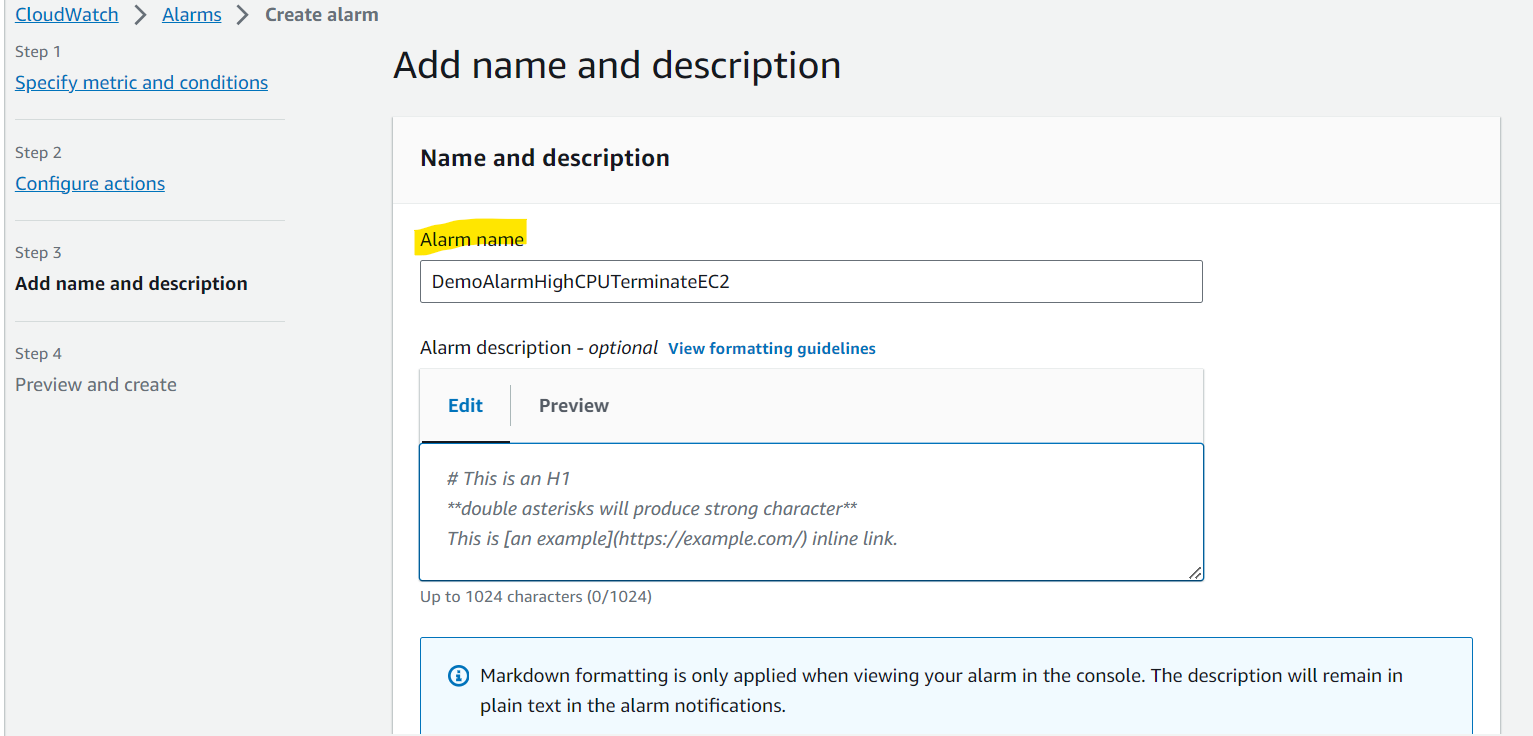 CloudWatch > Alarms > Create alarm
Step 1
Specify metric and conditions
Step 2
Configure actions
Step 3
Add name and description
Step 4
Preview and create
Add name and description
Name and description
Alarm name
DemoAlarmHighCPUTerminateEC2
Alarm description - optional View formatting guidelines
Edit Preview
# This is an H1
**double asterisks will produce strong character**
This is [an example](https://example.com/) inline link.
Up to 1024 characters (0/1024)
Markdown formatting is only applied when viewing your alarm in the console. The description will remain in
plain text in the alarm notifications.